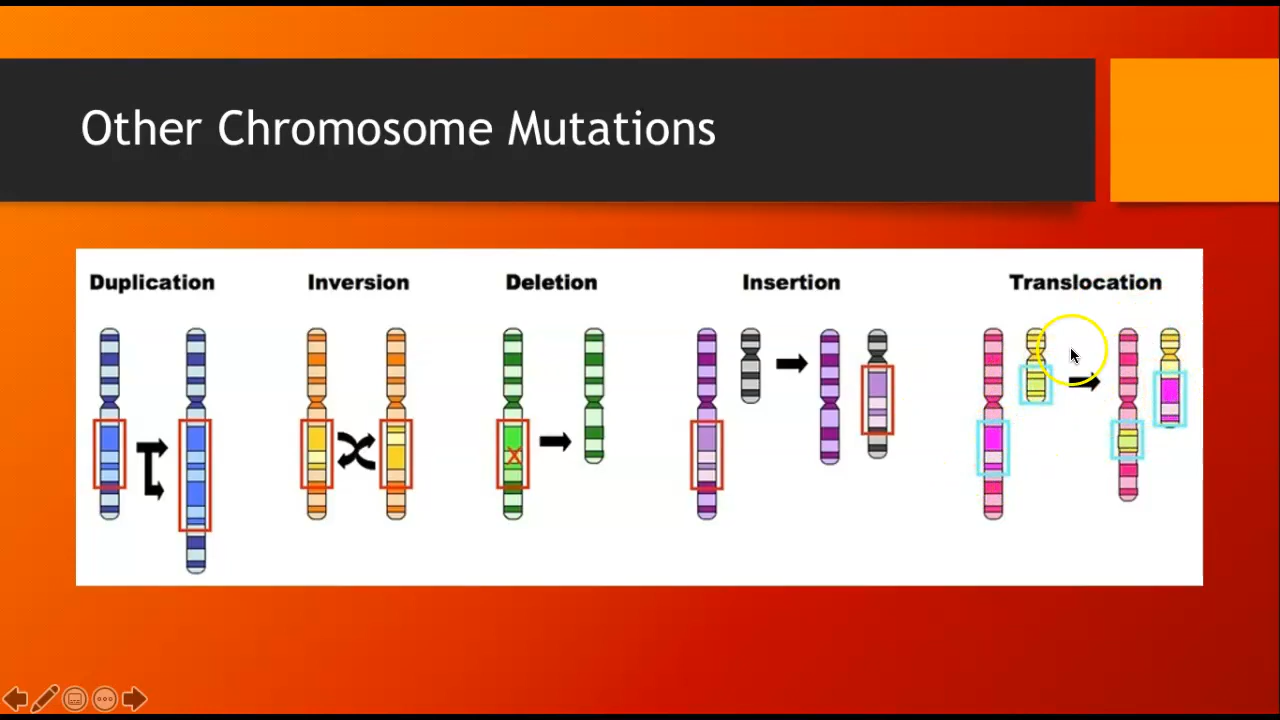 Other Chromosome Mutations
Duplication
Inversion
Deletion
Insertion
Translocation
X